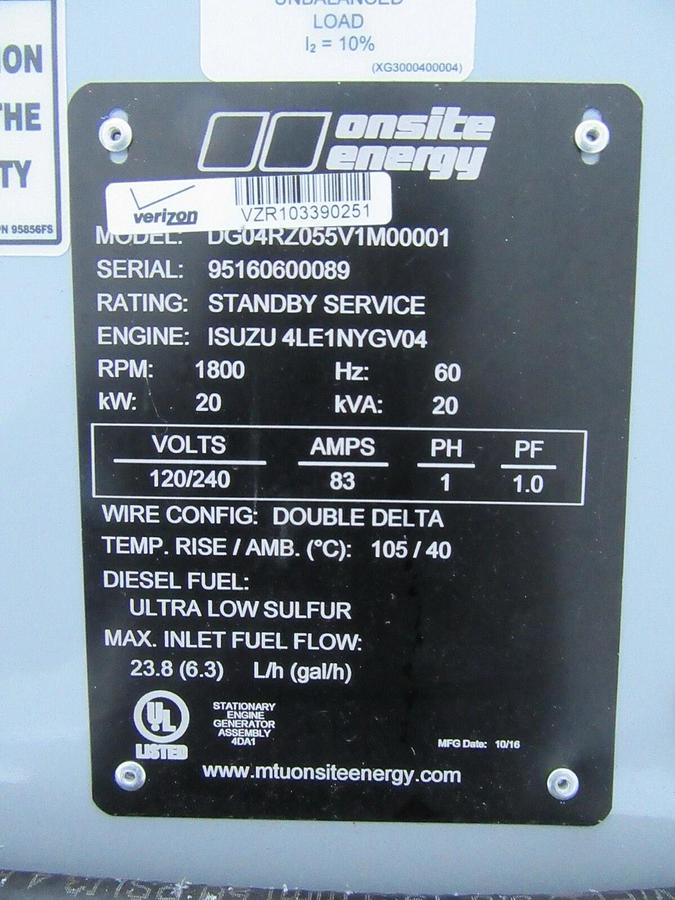 UNBALANCED
LOAD
I₂ = 10%
(XG3000400004)
ION
THE
TY
PN 95856FS
onsite
energy
verizon
VZR103390251
MODEL: DG04RZ055V1M00001
SERIAL: 95160600089
RATING: STANDBY SERVICE
ENGINE: ISUZU 4LE1NYGV04
RPM: 1800 Hz: 60
kW: 20 kVA: 20
VOLTS AMPS PH PF
120/240 83 1 1.0
WIRE CONFIG: DOUBLE DELTA
TEMP. RISE / AMB. (°C): 105 / 40
DIESEL FUEL:
ULTRA LOW SULFUR
MAX. INLET FUEL FLOW:
23.8 (6.3) L/h (gal/h)
UL
LISTED
STATIONARY
ENGINE
GENERATOR
ASSEMBLY
4DA1
MFG Date: 10/16
www.mtuonsiteenergy.com